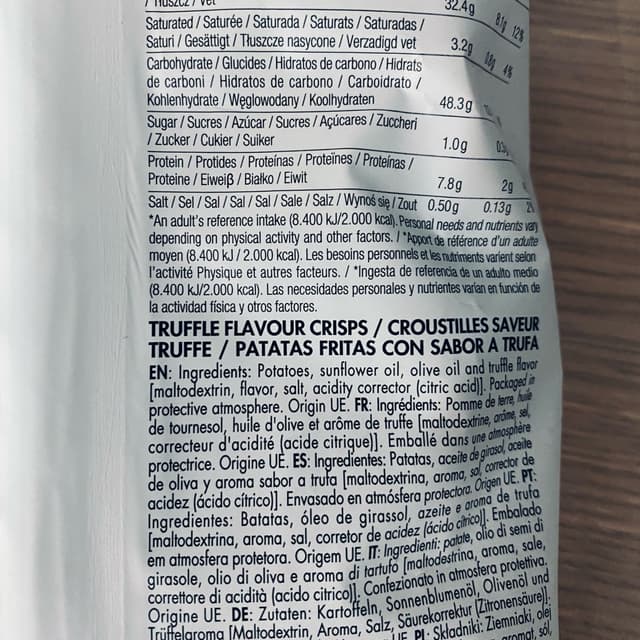 32.4g 8.1g 12%
Saturated / Saturée / Saturada / Saturats / Saturadas /
Saturi / Gesättigt / Tłuszcze nasycone / Verzadigd vet 3.2g 4%
Carbohydrate / Glucides / Hidratos de carbono / Hidrats
de carboni / Hidratos de carbono / Carboidrato /
Kohlenhydrate / Węglowodany / Koolhydraten 48.3g
Sugar / Sucres / Azúcar / Sucres / Açúcares / Zuccheri
/ Zucker / Cukier / Suiker 1.0g
Protein / Protides / Proteínas / Proteïnes / Proteínas /
Proteine / Eiweiß / Białko / Eiwit 7.8g 2g
Salt / Sel / Sal / Sal / Sal / Sale / Salz / Wynoś się / Zout 0.50g 0.13g
*An adult's reference intake (8.400 kJ/2.000 kcal). Personal needs and nutrients vary
depending on physical activity and other factors. / *Apport de référence d'un adulte
moyen (8.400 kJ / 2.000 kcal). Les besoins personnels et les nutriments varient selon
l'activité Physique et autres facteurs. / *Ingesta de referencia de un adulto medio
(8.400 kJ/2.000 kcal). Las necesidades personales y nutrientes varían en función de
la actividad física y otros factores.
TRUFFLE FLAVOUR CRISPS / CROUSTILLES SAVEUR
TRUFFE / PATATAS FRITAS CON SABOR A TRUFA
EN: Ingredients: Potatoes, sunflower oil, olive oil and truffle flavor
[maltodextrin, flavor, salt, acidity corrector (citric acid)]. Packaged in
protective atmosphere. Origin UE. FR: Ingrédients: Pomme de terre, huile
de tournesol, huile d'olive et arôme de truffe [maltodextrine, arôme, sel,
correcteur d'acidité (acide citrique)]. Emballé dans une atmosphère
protectrice. Origine UE. ES: Ingredientes: Patatas, aceite de girasol, aceite
de oliva y aroma sabor a trufa [maltodextrina, aroma, sal, corrector de
acidez (ácido cítrico)]. Envasado en atmósfera protectora. Origen UE. PT:
Ingredientes: Batatas, óleo de girassol, azeite e aroma de trufa
[maltodextrina, aroma, sal, corretor de acidez (ácido cítrico)]. Embalado
em atmosfera protetora. Origem UE. IT: Ingredienti: patate, olio di semi di
girasole, olio di oliva e aroma di tartufo [maltodestrina, aroma, sale,
correttore di acidità (acido citrico)]. Confezionato in atmosfera protettiva.
Origine UE. DE: Zutaten: Kartoffeln, Sonnenblumenöl, Olivenöl und
Trüffelaroma [Maltodextrin, Aroma, Salz, Säurekorrektur (Zitronensäure)].
UE. PL: Składniki: Ziemniaki, olej
aromat, sól,